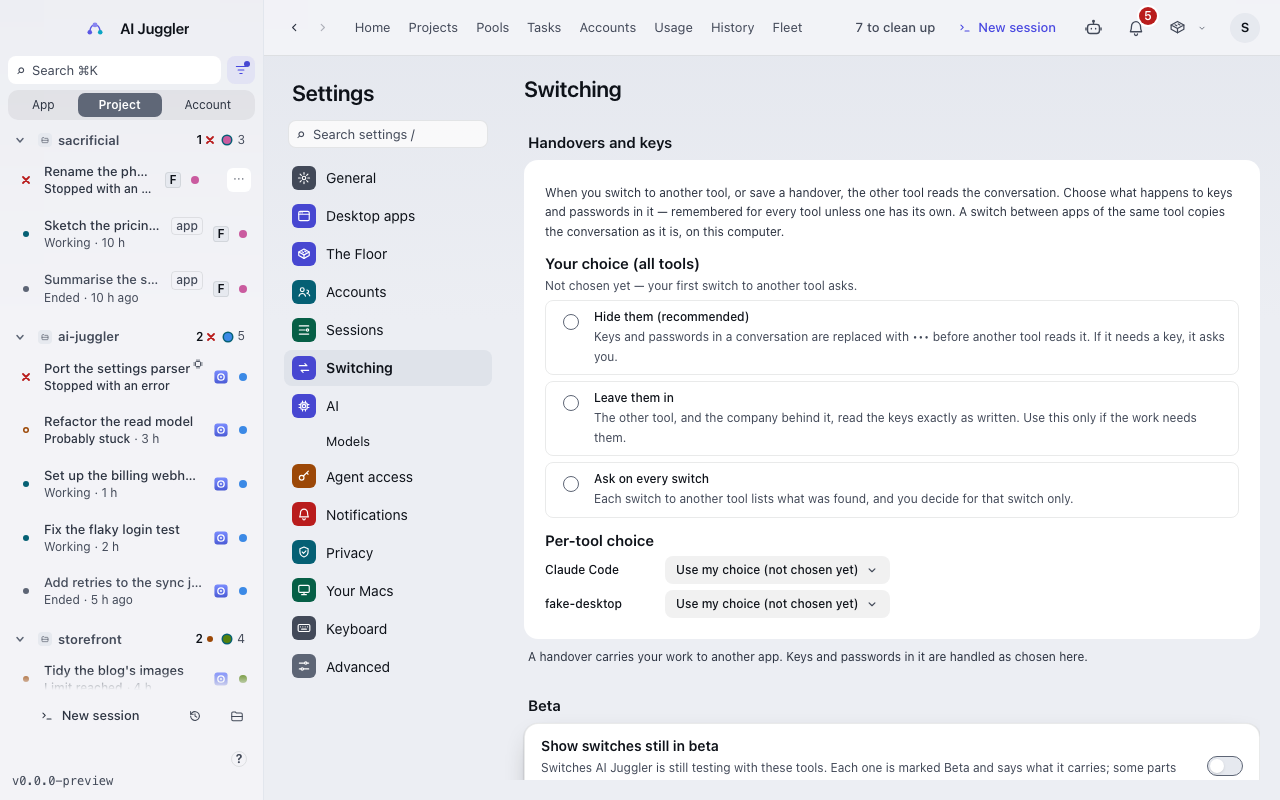 AI Juggler
Search ⌘K
App
Project
Account
sacrificial
1
3
Rename the ph...
Stopped with an ...
F
Sketch the pricin...
app
Working · 10 h
F
Summarise the s...
app
Ended · 10 h ago
F
ai-juggler
2
5
Port the settings parser
Stopped with an error
Refactor the read model
Probably stuck · 3 h
Set up the billing webh...
Working · 1 h
Fix the flaky login test
Working · 2 h
Add retries to the sync j...
Ended · 5 h ago
storefront
2
4
Tidy the blog's images
Limit reached · 4 h
New session
?
v0.0.0-preview
Home
Projects
Pools
Tasks
Accounts
Usage
History
Fleet
7 to clean up
New session
5
S
Settings
Search settings /
General
Desktop apps
The Floor
Accounts
Sessions
Switching
AI
Models
Agent access
Notifications
Privacy
Your Macs
Keyboard
Advanced
Switching
Handovers and keys
When you switch to another tool, or save a handover, the other tool reads the conversation. Choose what happens to keys
and passwords in it — remembered for every tool unless one has its own. A switch between apps of the same tool copies
the conversation as it is, on this computer.
Your choice (all tools)
Not chosen yet — your first switch to another tool asks.
Hide them (recommended)
Keys and passwords in a conversation are replaced with ••• before another tool reads it. If it needs a key, it asks
you.
Leave them in
The other tool, and the company behind it, read the keys exactly as written. Use this only if the work needs
them.
Ask on every switch
Each switch to another tool lists what was found, and you decide for that switch only.
Per-tool choice
Claude Code
Use my choice (not chosen yet)
fake-desktop
Use my choice (not chosen yet)
A handover carries your work to another app. Keys and passwords in it are handled as chosen here.
Beta
Show switches still in beta
Switches AI Juggler is still testing with these tools. Each one is marked Beta and says what it carries; some parts